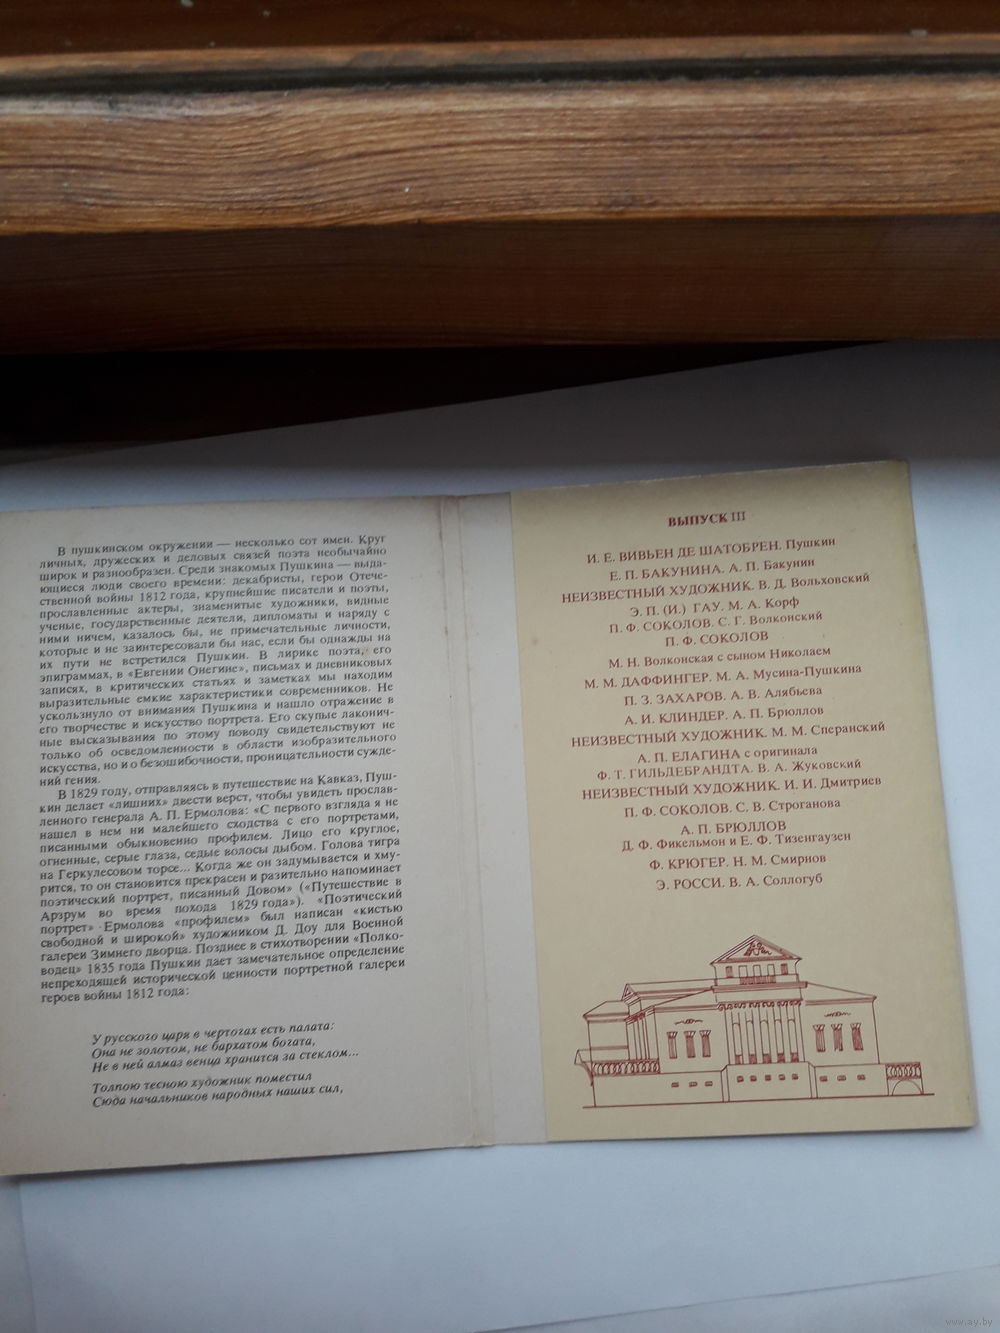 В пушкинском окружении — несколько сот имен. Круг
личных, дружеских и деловых связей поэта необычайно
широк и разнообразен. Среди знакомых Пушкина — выда-
ющиеся люди своего времени: декабристы, герои Отече-
ственной войны 1812 года, крупнейшие писатели и поэты,
прославленные актеры, знаменитые художники, видные
ученые, государственные деятели, дипломаты и наряду с
ними ничем, казалось бы, не примечательные личности,
которые и не заинтересовали бы нас, если бы однажды на
их пути не встретился Пушкин. В лирике поэта, его
эпиграммах, в «Евгении Онегине», письмах и дневниковых
записях, в критических статьях и заметках мы находим
выразительные емкие характеристики современников. Не
ускользнуло от внимания Пушкина и нашло отражение в
его творчестве и искусство портрета. Его скупые лаконич-
ные высказывания по этому поводу свидетельствуют не
только об осведомленности в области изобразительного
искусства, но и о безошибочности, проницательности сужде-
ний гения.
В 1829 году, отправляясь в путешествие на Кавказ, Пуш-
кин делает «лишних» двести верст, чтобы увидеть прослав-
ленного генерала А. П. Ермолова: «С первого взгляда я не
нашел в нем ни малейшего сходства с его портретами,
писанными обыкновенно профилем. Лицо его круглое,
огненные, серые глаза, седые волосы дыбом. Голова тигра
на Геркулесовом торсе... Когда же он задумывается и хму-
рится, то он становится прекрасен и разительно напоминает
поэтический портрет, писанный Довом» («Путешествие в
Арзрум во время похода 1829 года»). «Поэтический
портрет» Ермолова «профилем» был написан «кистью
свободной и широкой» художником Д. Доу для Военной
галереи Зимнего дворца. Позднее в стихотворении «Полко-
водец» 1835 года Пушкин дает замечательное определение
непреходящей исторической ценности портретной галереи
героев войны 1812 года:
У русского царя в чертогах есть палата:
Она не золотом, не бархатом богата,
Не в ней алмаз венца хранится за стеклом...
Толпою тесною художник поместил
Сюда начальников народных наших сил,
ВЫПУСК III
И. Е. ВИВЬЕН ДЕ ШАТОБРЕН. Пушкин
Е. П. БАКУНИНА. А. П. Бакунин
НЕИЗВЕСТНЫЙ ХУДОЖНИК. В. Д. Вольховский
Э. П. (И.) ГАУ. М. А. Корф
П. Ф. СОКОЛОВ. С. Г. Волконский
П. Ф. СОКОЛОВ
М. Н. Волконская с сыном Николаем
М. М. ДАФФИНГЕР. М. А. Мусина-Пушкина
П. З. ЗАХАРОВ. А. В. Алябьева
А. И. КЛИНДЕР. А. П. Брюллов
НЕИЗВЕСТНЫЙ ХУДОЖНИК. М. М. Сперанский
А. П. ЕЛАГИНА с оригинала
Ф. Т. ГИЛЬДЕБРАНДТА. В. А. Жуковский
НЕИЗВЕСТНЫЙ ХУДОЖНИК. И. И. Дмитриев
П. Ф. СОКОЛОВ. С. В. Строганова
А. П. БРЮЛЛОВ
Д. Ф. Фикельмон и Е. Ф. Тизенгаузен
Ф. КРЮГЕР. Н. М. Смирнов
Э. РОССИ. В. А. Соллогуб
www.ay.by